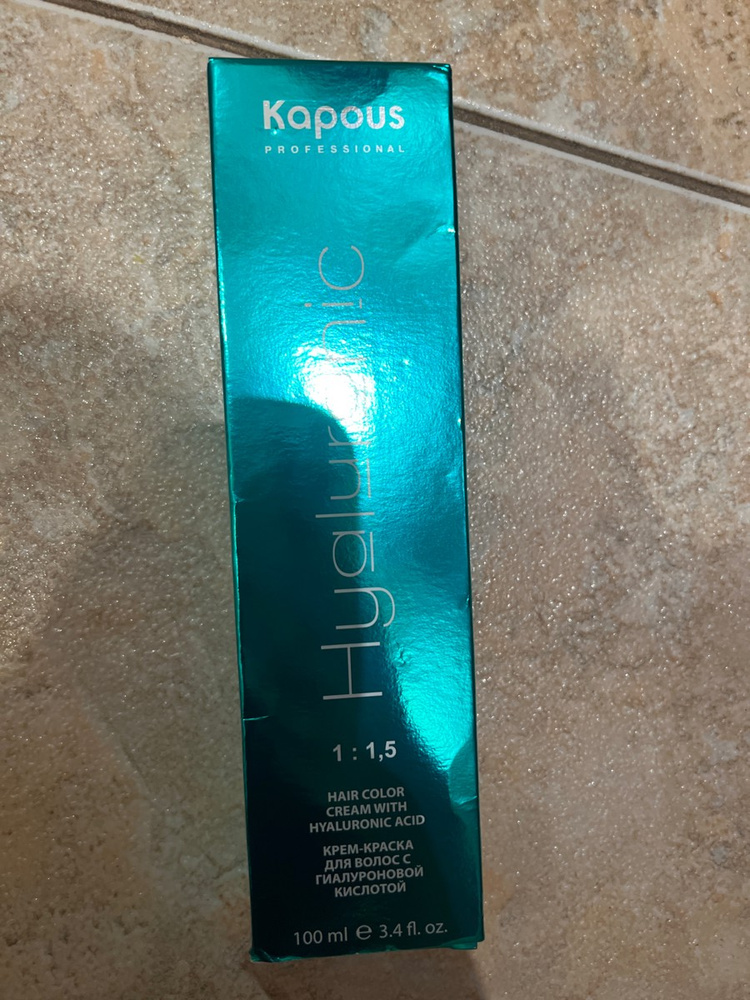 Kapous
PROFESSIONAL
Hyaluronic
1 : 1,5
HAIR COLOR
CREAM WITH
HYALURONIC ACID
КРЕМ-КРАСКА
ДЛЯ ВОЛОС С
ГИАЛУРОНОВОЙ
КИСЛОТОЙ
100 ml ℮ 3.4 fl. oz.